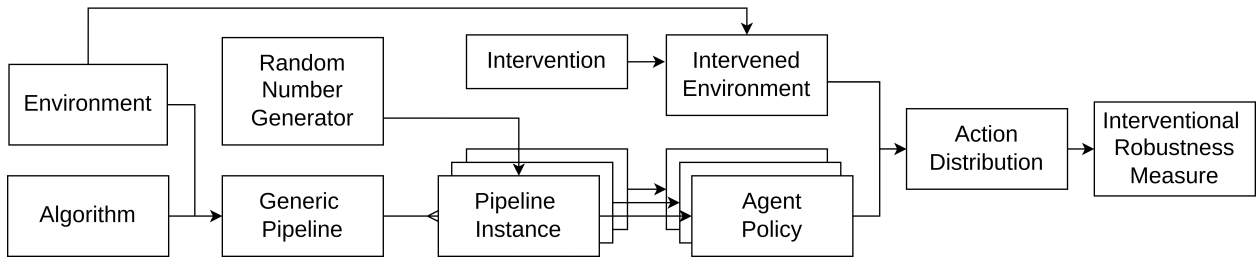 Environment
Random
Number
Generator
Intervention
Intervened
Environment
Action
Distribution
Interventional
Robustness
Measure
Algorithm
Generic
Pipeline
Pipeline
Instance
Agent
Policy